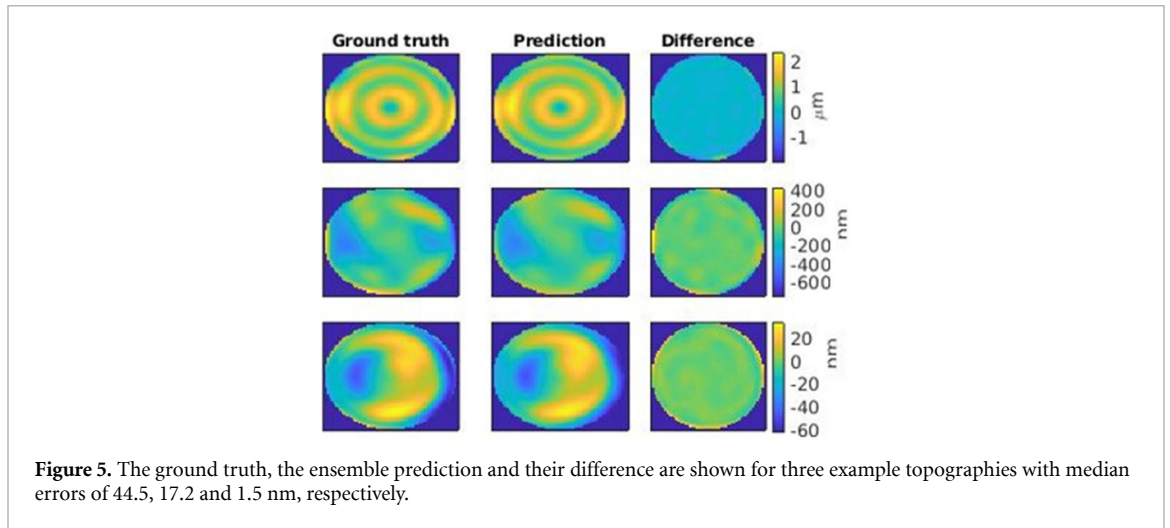 Ground truth Prediction Difference
2
1
0
-1
μm
400
200
0
-200
-400
-600
nm
20
0
-20
-40
-60
nm
Figure 5. The ground truth, the ensemble prediction and their difference are shown for three example topographies with median
errors of 44.5, 17.2 and 1.5 nm, respectively.